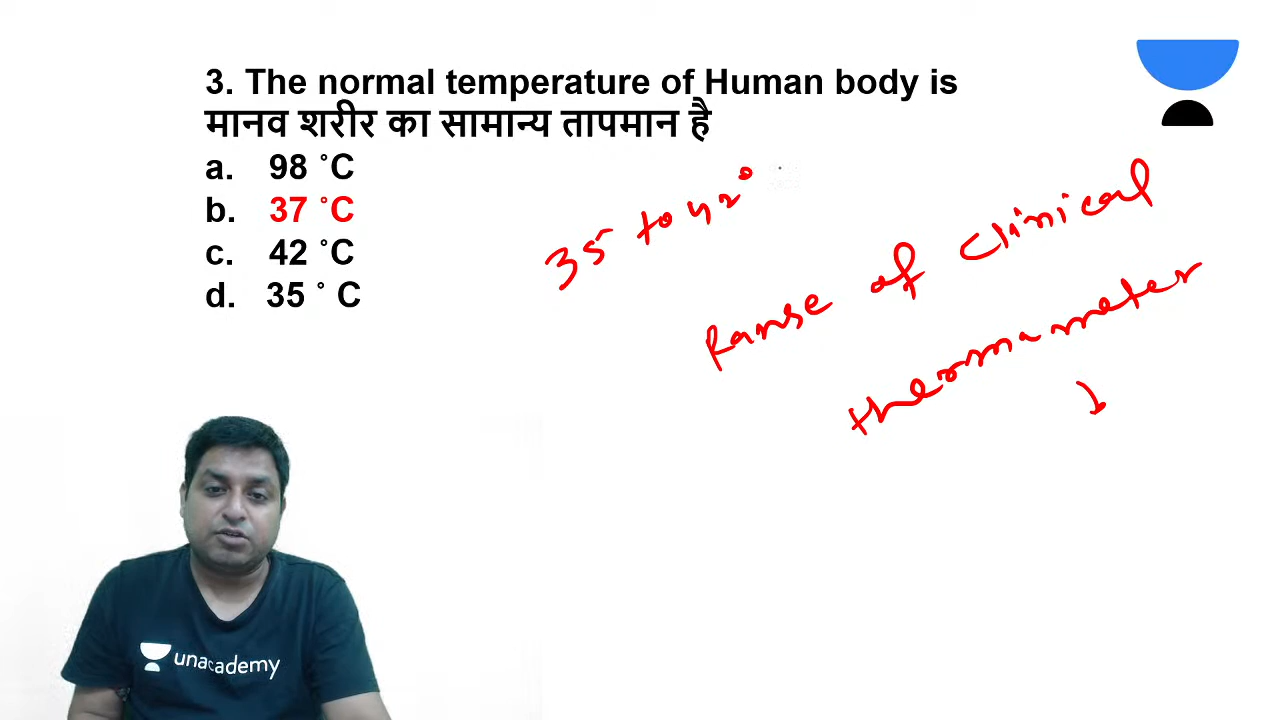 3. The normal temperature of Human body is
मानव शरीर का सामान्य तापमान है
a. 98 °C
b. 37 °C
c. 42 °C
d. 35 ° C
35 to 42°
Range of Clinical
thermometer
unacademy